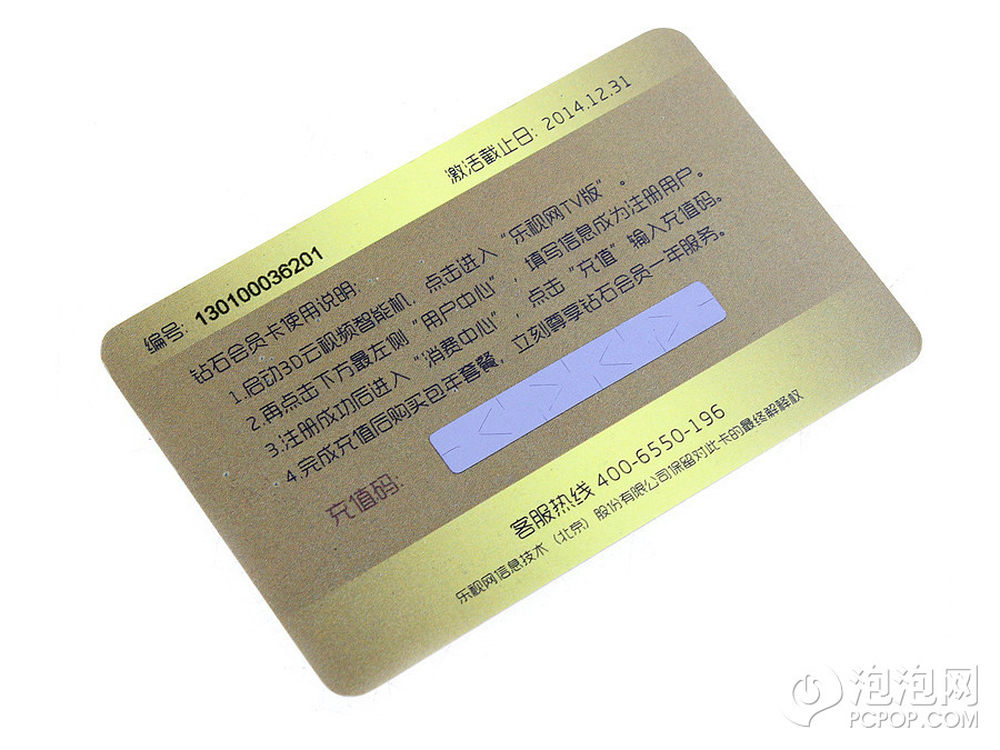 编号: 130100036201
激活截止日: 2014.12.31
钻石会员卡使用说明:
1.启动3D云视频智能机，点击进入“乐视网TV版”。
2.再点击下方最左侧“用户中心”，填写信息成为注册用户。
3.注册成功后进入“消费中心”，点击“充值”输入充值码。
4.完成充值后购买包年套餐，立刻尊享钻石会员一年服务。
充值码:
客服热线 400-6550-196
乐视网信息技术（北京）股份有限公司保留对此卡的最终解释权
泡泡网
PCPOP.COM